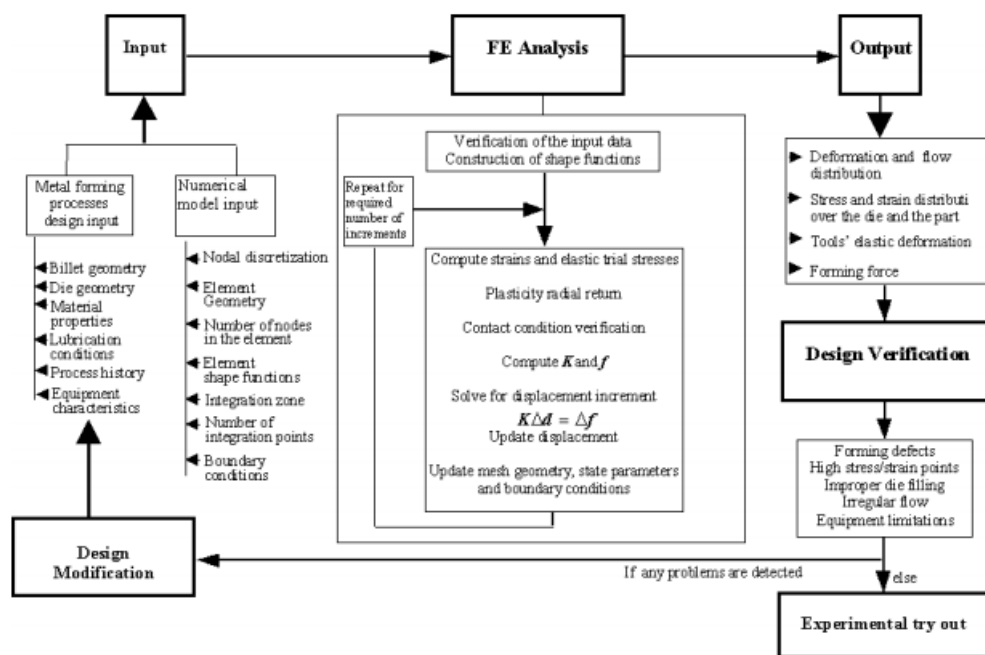 Input
FE Analysis
Output
Verification of the input data
Construction of shape functions
Repeat for
required
number of
increments
Compute strains and elastic trial stresses
Plasticity radial return
Contact condition verification
Compute K and f
Solve for displacement increment
KΔd = Δf
Update displacement
Update mesh geometry, state parameters
and boundary conditions
Metal forming
processes
design input
Billet geometry
Die geometry
Material
properties
Lubrication
conditions
Process history
Equipment
characteristics
Numerical
model input
Nodal discretization
Element
Geometry
Number of nodes
in the element
Element
shape functions
Integration zone
Number of
integration points
Boundary
conditions
Deformation and flow
distribution
Stress and strain distributi
over the die and the part
Tools' elastic deformation
Forming force
Design Verification
Forming defects
High stress/strain points
Improper die filling
Irregular flow
Equipment limitations
Design
Modification
If any problems are detected
else
Experimental try out